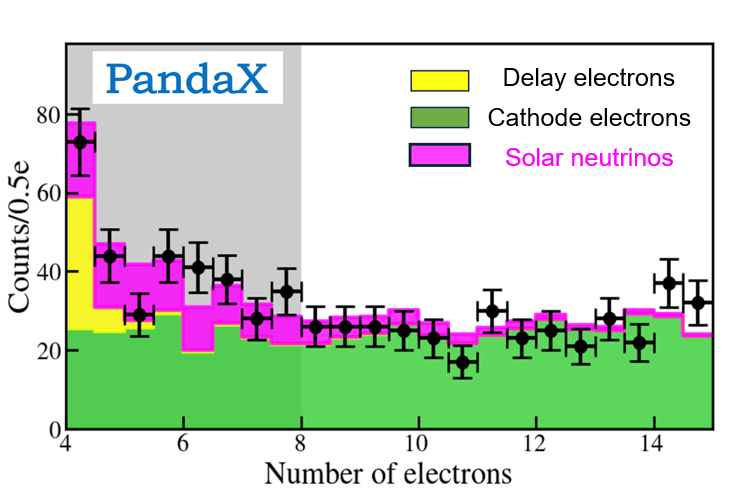 PandaX
Delay electrons
Cathode electrons
Solar neutrinos
Counts/0.5e
80
60
40
20
0
4 6 8 10 12 14
Number of electrons